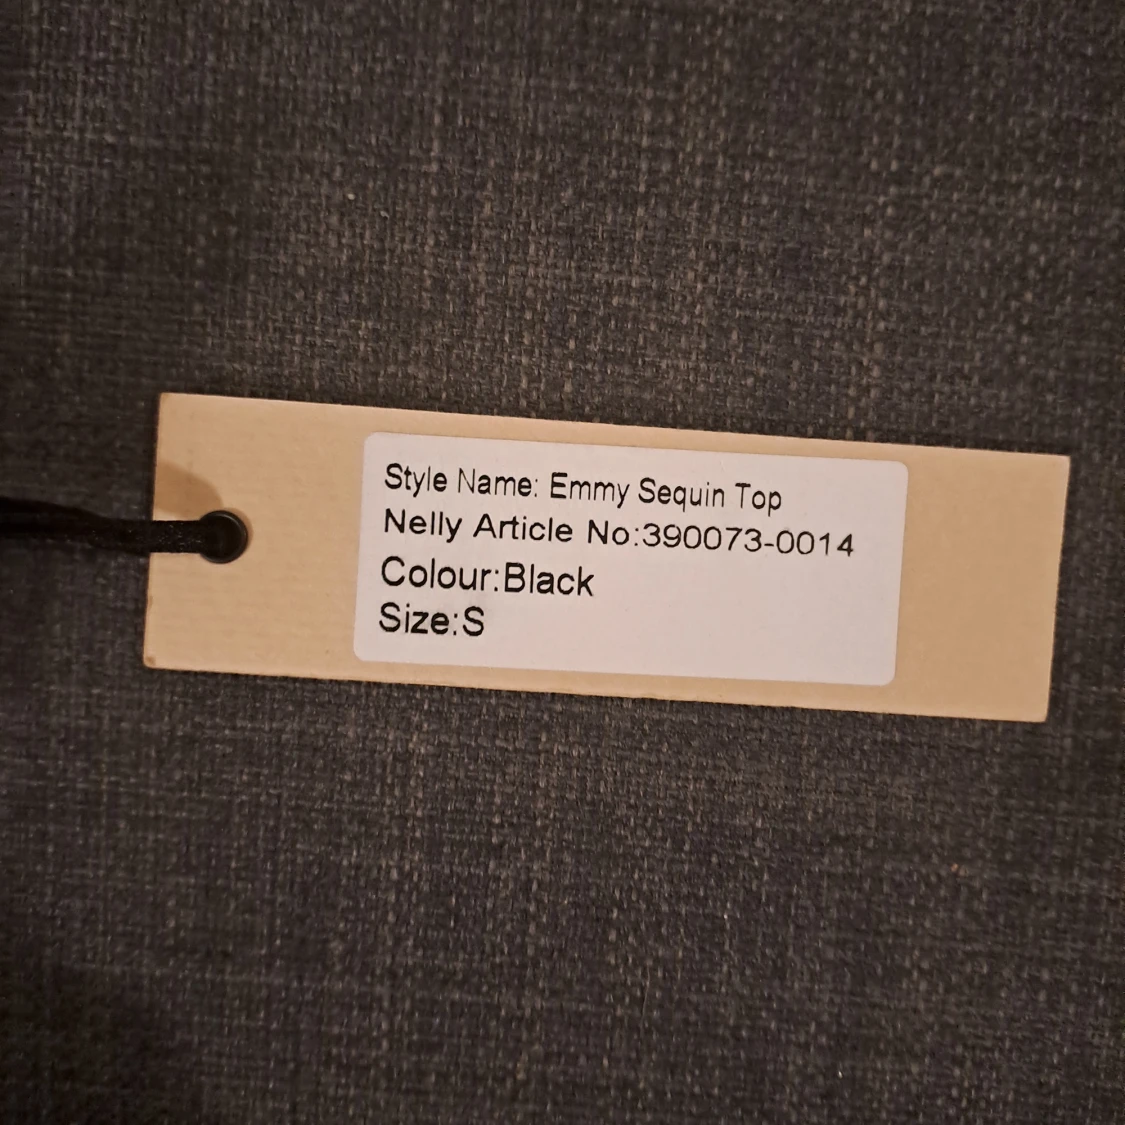 Style Name: Emmy Sequin Top
Nelly Article No:390073-0014
Colour:Black
Size:S